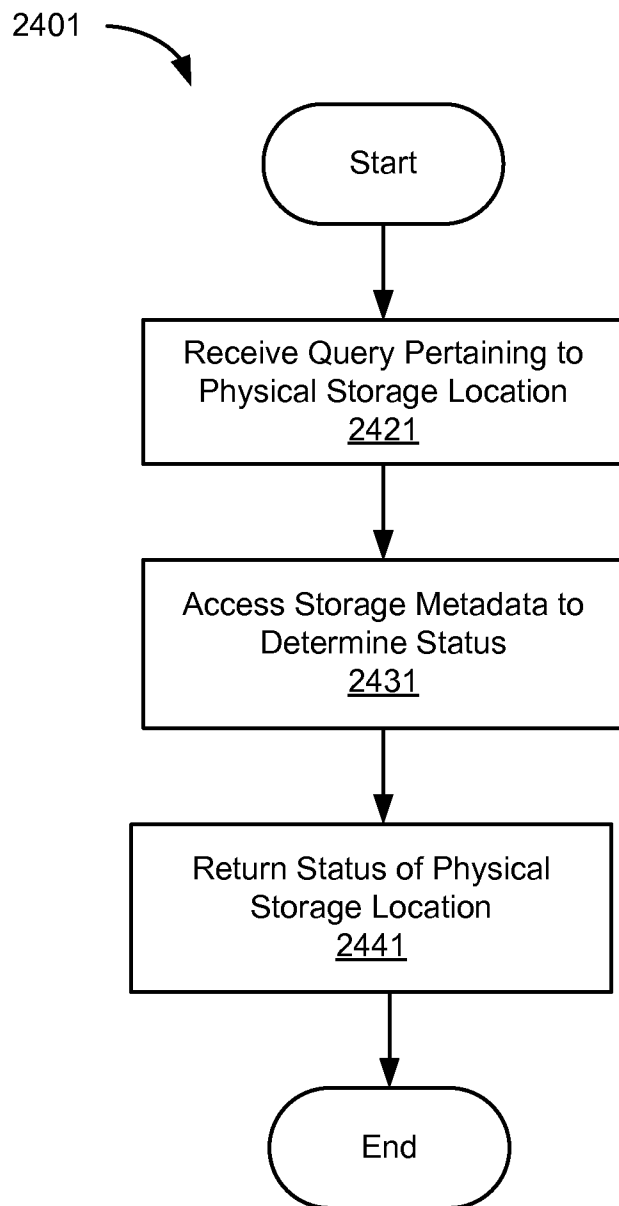 2401
Start
Receive Query Pertaining to
Physical Storage Location
2421
Access Storage Metadata to
Determine Status
2431
Return Status of Physical
Storage Location
2441
End